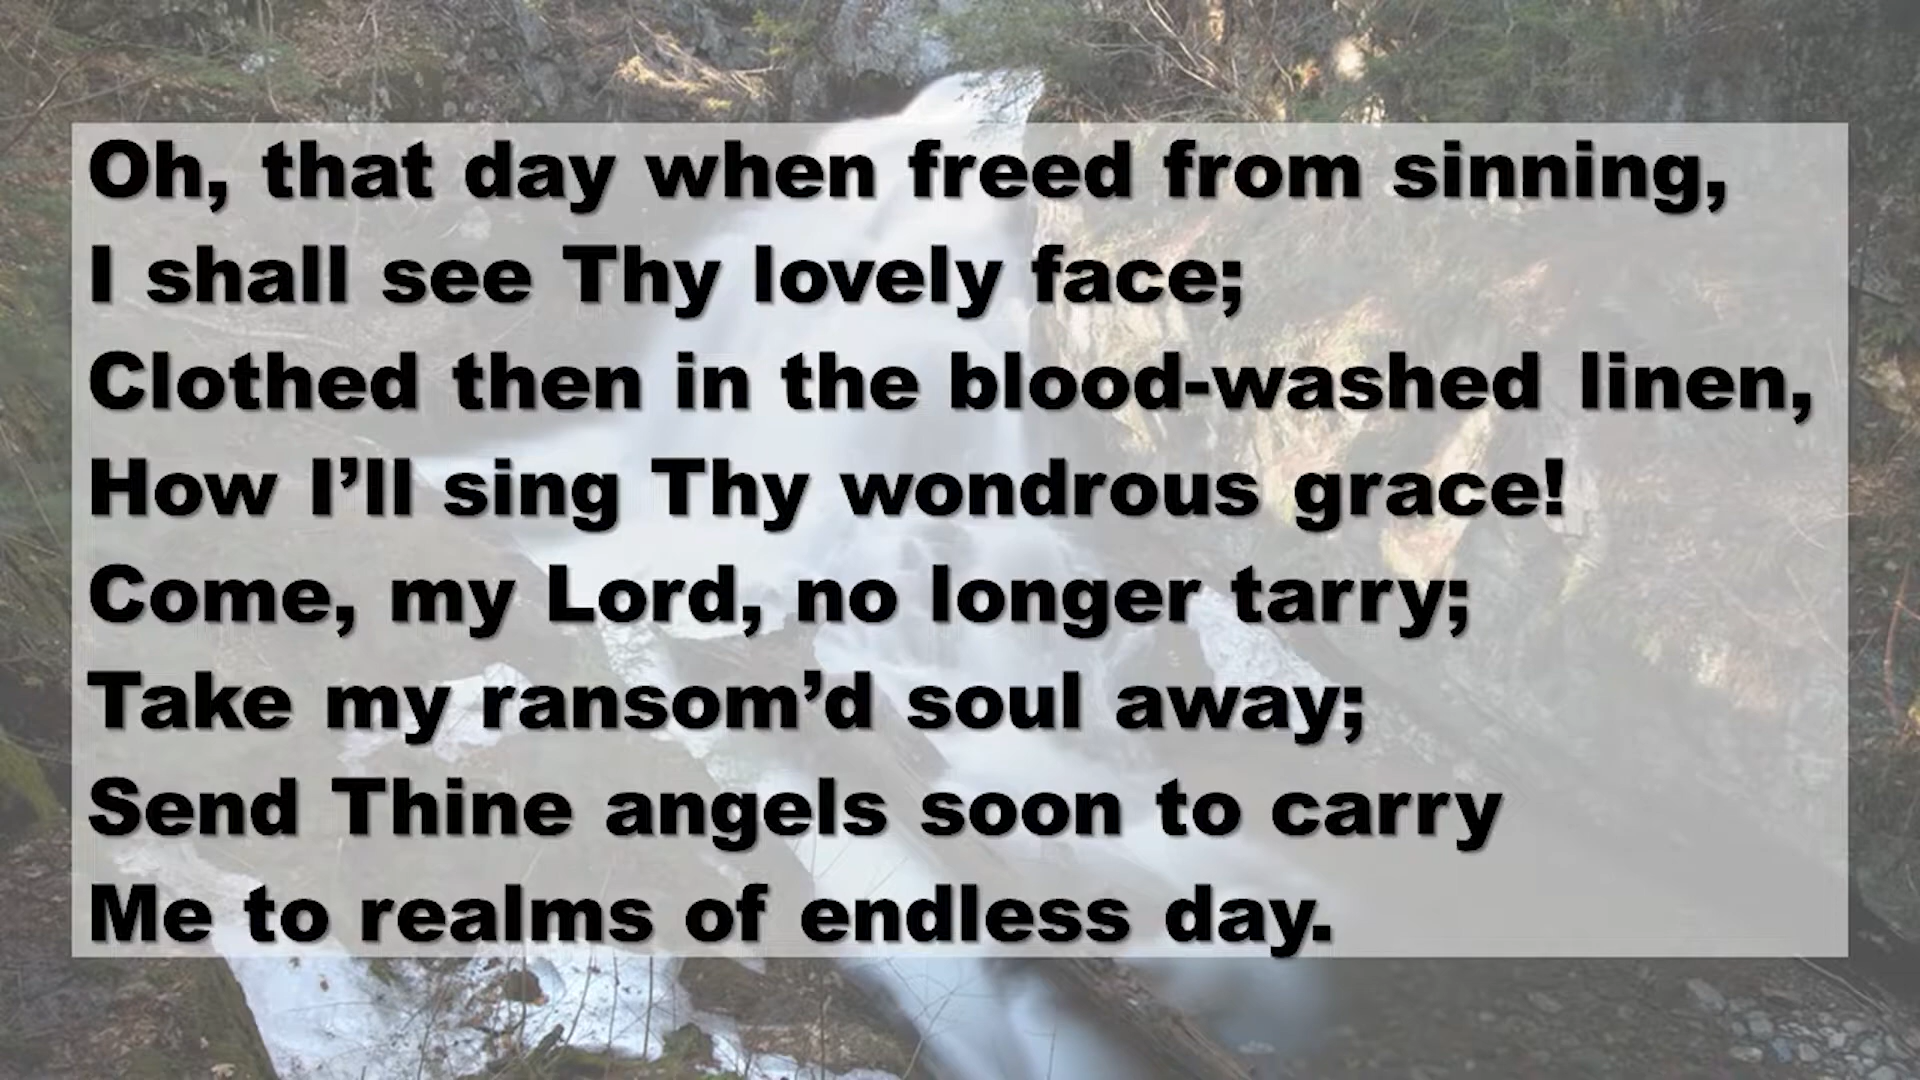 Oh, that day when freed from sinning,
I shall see Thy lovely face;
Clothed then in the blood-washed linen,
How I’ll sing Thy wondrous grace!
Come, my Lord, no longer tarry;
Take my ransom’d soul away;
Send Thine angels soon to carry
Me to realms of endless day.